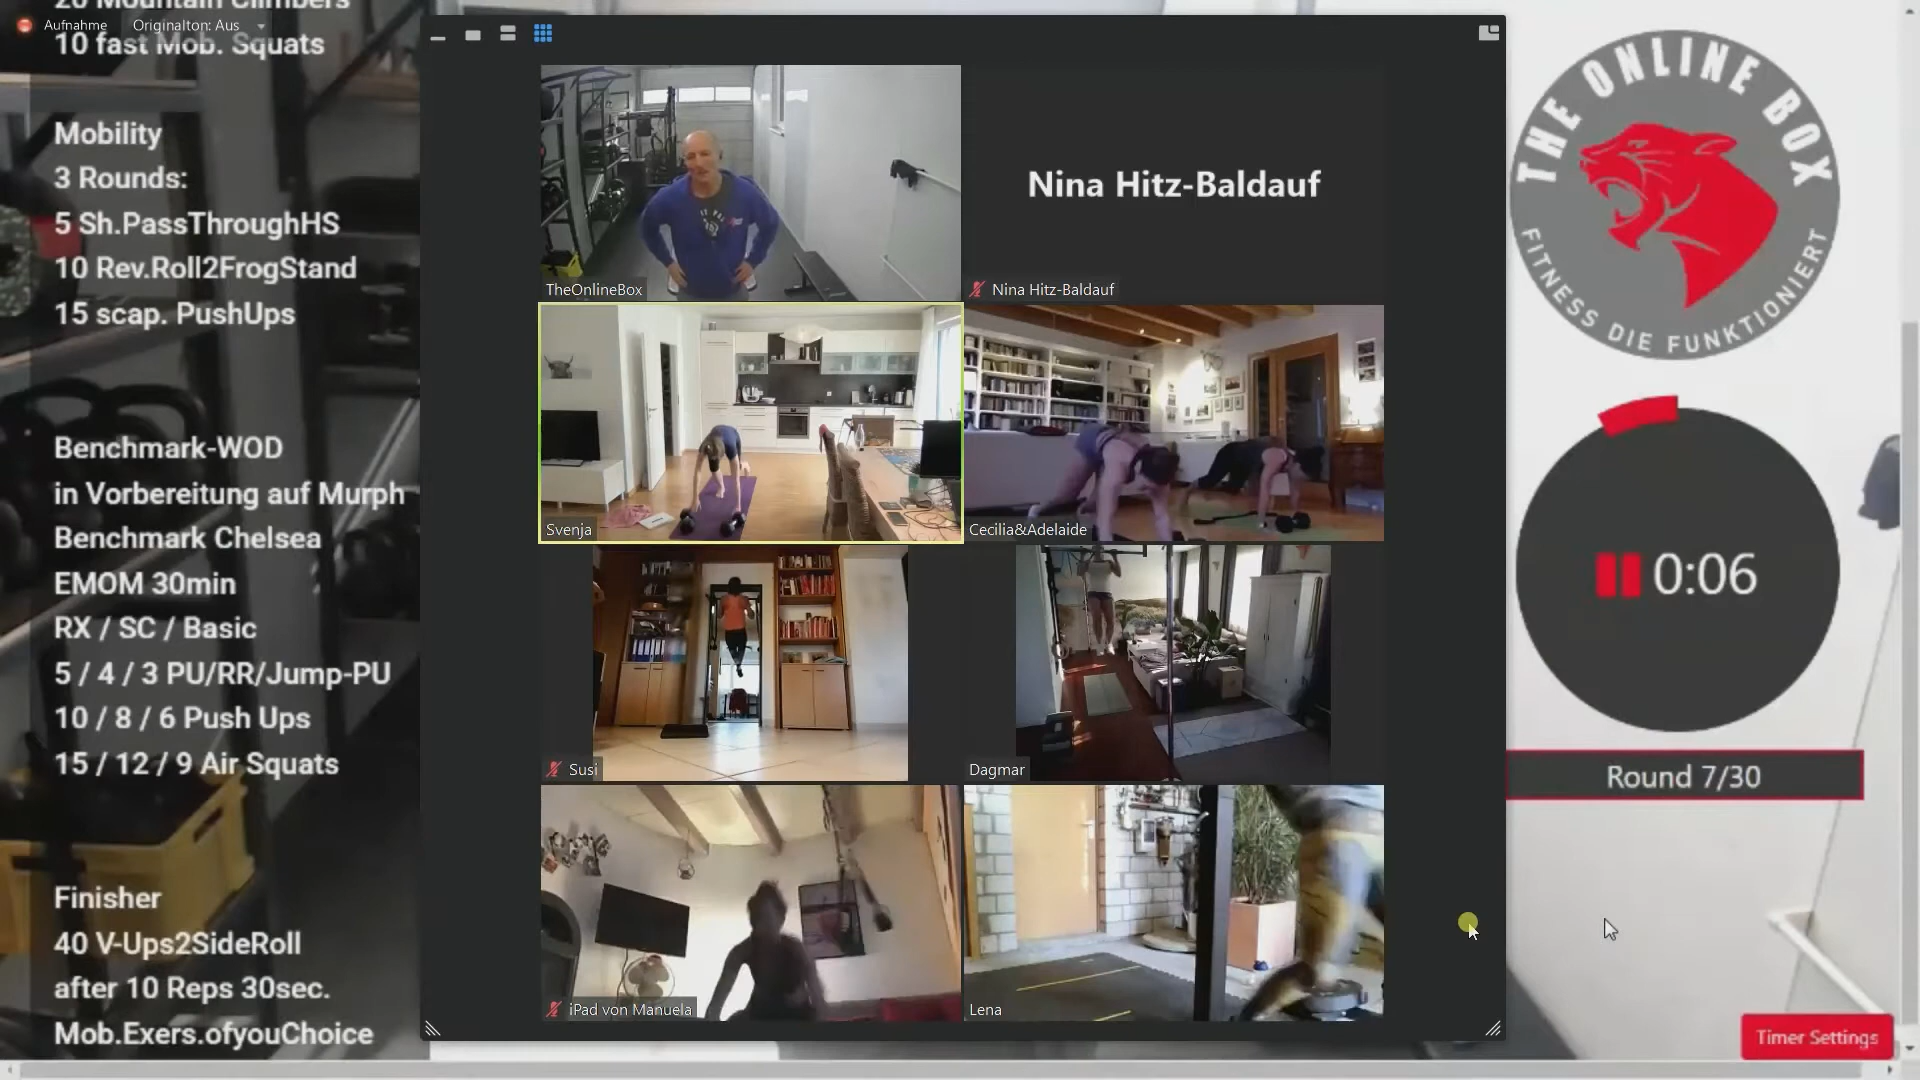 20 Mountain Climbers
Aufnahme Originalton: Aus
10 fast Mob. Squats
Mobility
3 Rounds:
5 Sh.PassThroughHS
10 Rev.Roll2FrogStand
15 scap. PushUps
Benchmark-WOD
in Vorbereitung auf Murph
Benchmark Chelsea
EMOM 30min
RX / SC / Basic
5 / 4 / 3 PU/RR/Jump-PU
10 / 8 / 6 Push Ups
15 / 12 / 9 Air Squats
Finisher
40 V-Ups2SideRoll
after 10 Reps 30sec.
Mob.Exers.ofyouChoice
TheOnlineBox
Nina Hitz-Baldauf
Nina Hitz-Baldauf
Svenja
Cecilia&Adelaide
Susi
Dagmar
iPad von Manuela
Lena
THE ONLINE BOX
FITNESS DIE FUNKTIONIERT
0:06
Round 7/30
Timer Settings